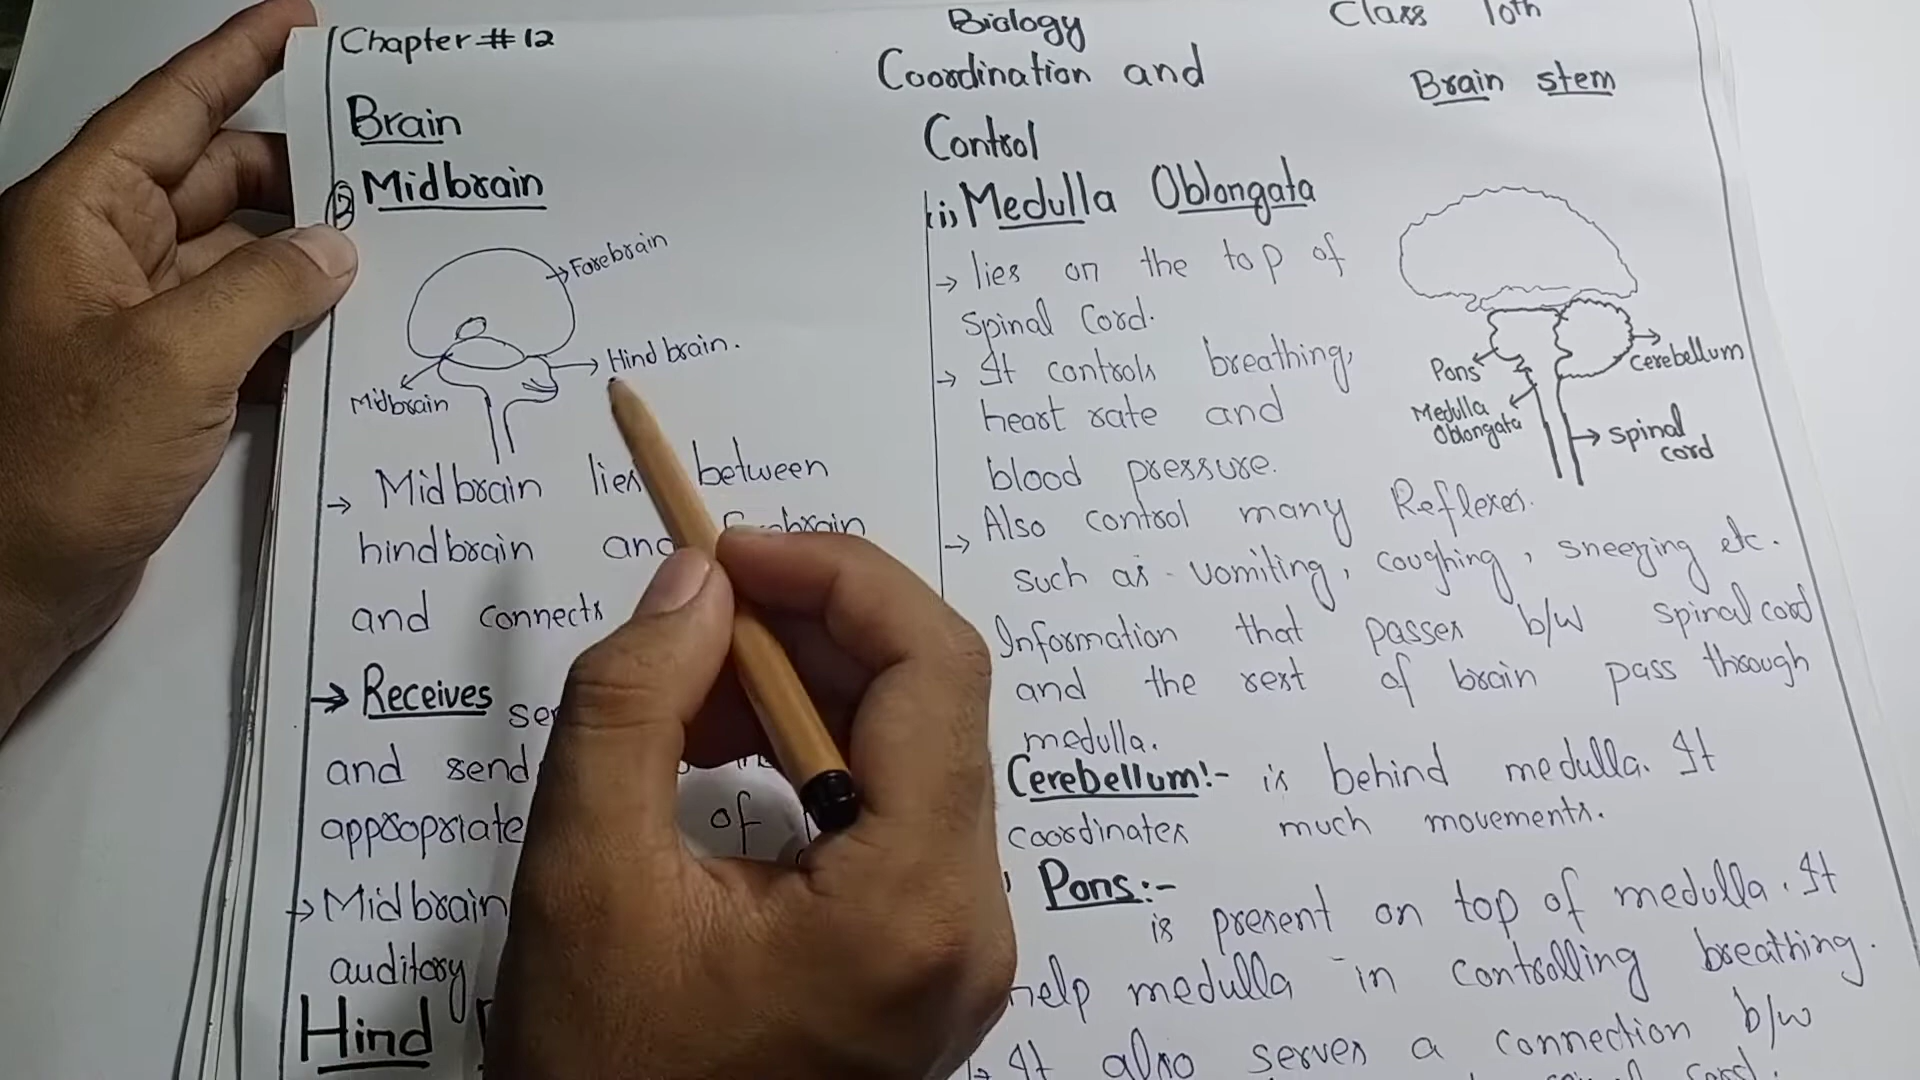 Chapter # 12
Biology
Class 10th
Coordination and
Control
Brain stem
Brain
Midbrain
Forebrain
Hind brain.
Midbrain
→ Midbrain lies between
hindbrain and
and connects
→ Receives
and send
appropriate of
→ Midbrain
auditory
Hind
(i) Medulla Oblongata
→ lies on the top of
Spinal Cord.
→ It controls breathing,
heart rate and
blood pressure.
→ Also control many Reflexes.
such as - vomiting, coughing, sneezing etc.
Information that passes b/w spinal cord
and the rest of brain pass through
medulla.
Cerebellum:- is behind medulla. It
coordinates much movements.
Pons:-
is present on top of medulla. It
help medulla in controlling breathing.
→ It also serves a connection b/w
Pons
Cerebellum
Medulla
Oblongata
Spinal
cord